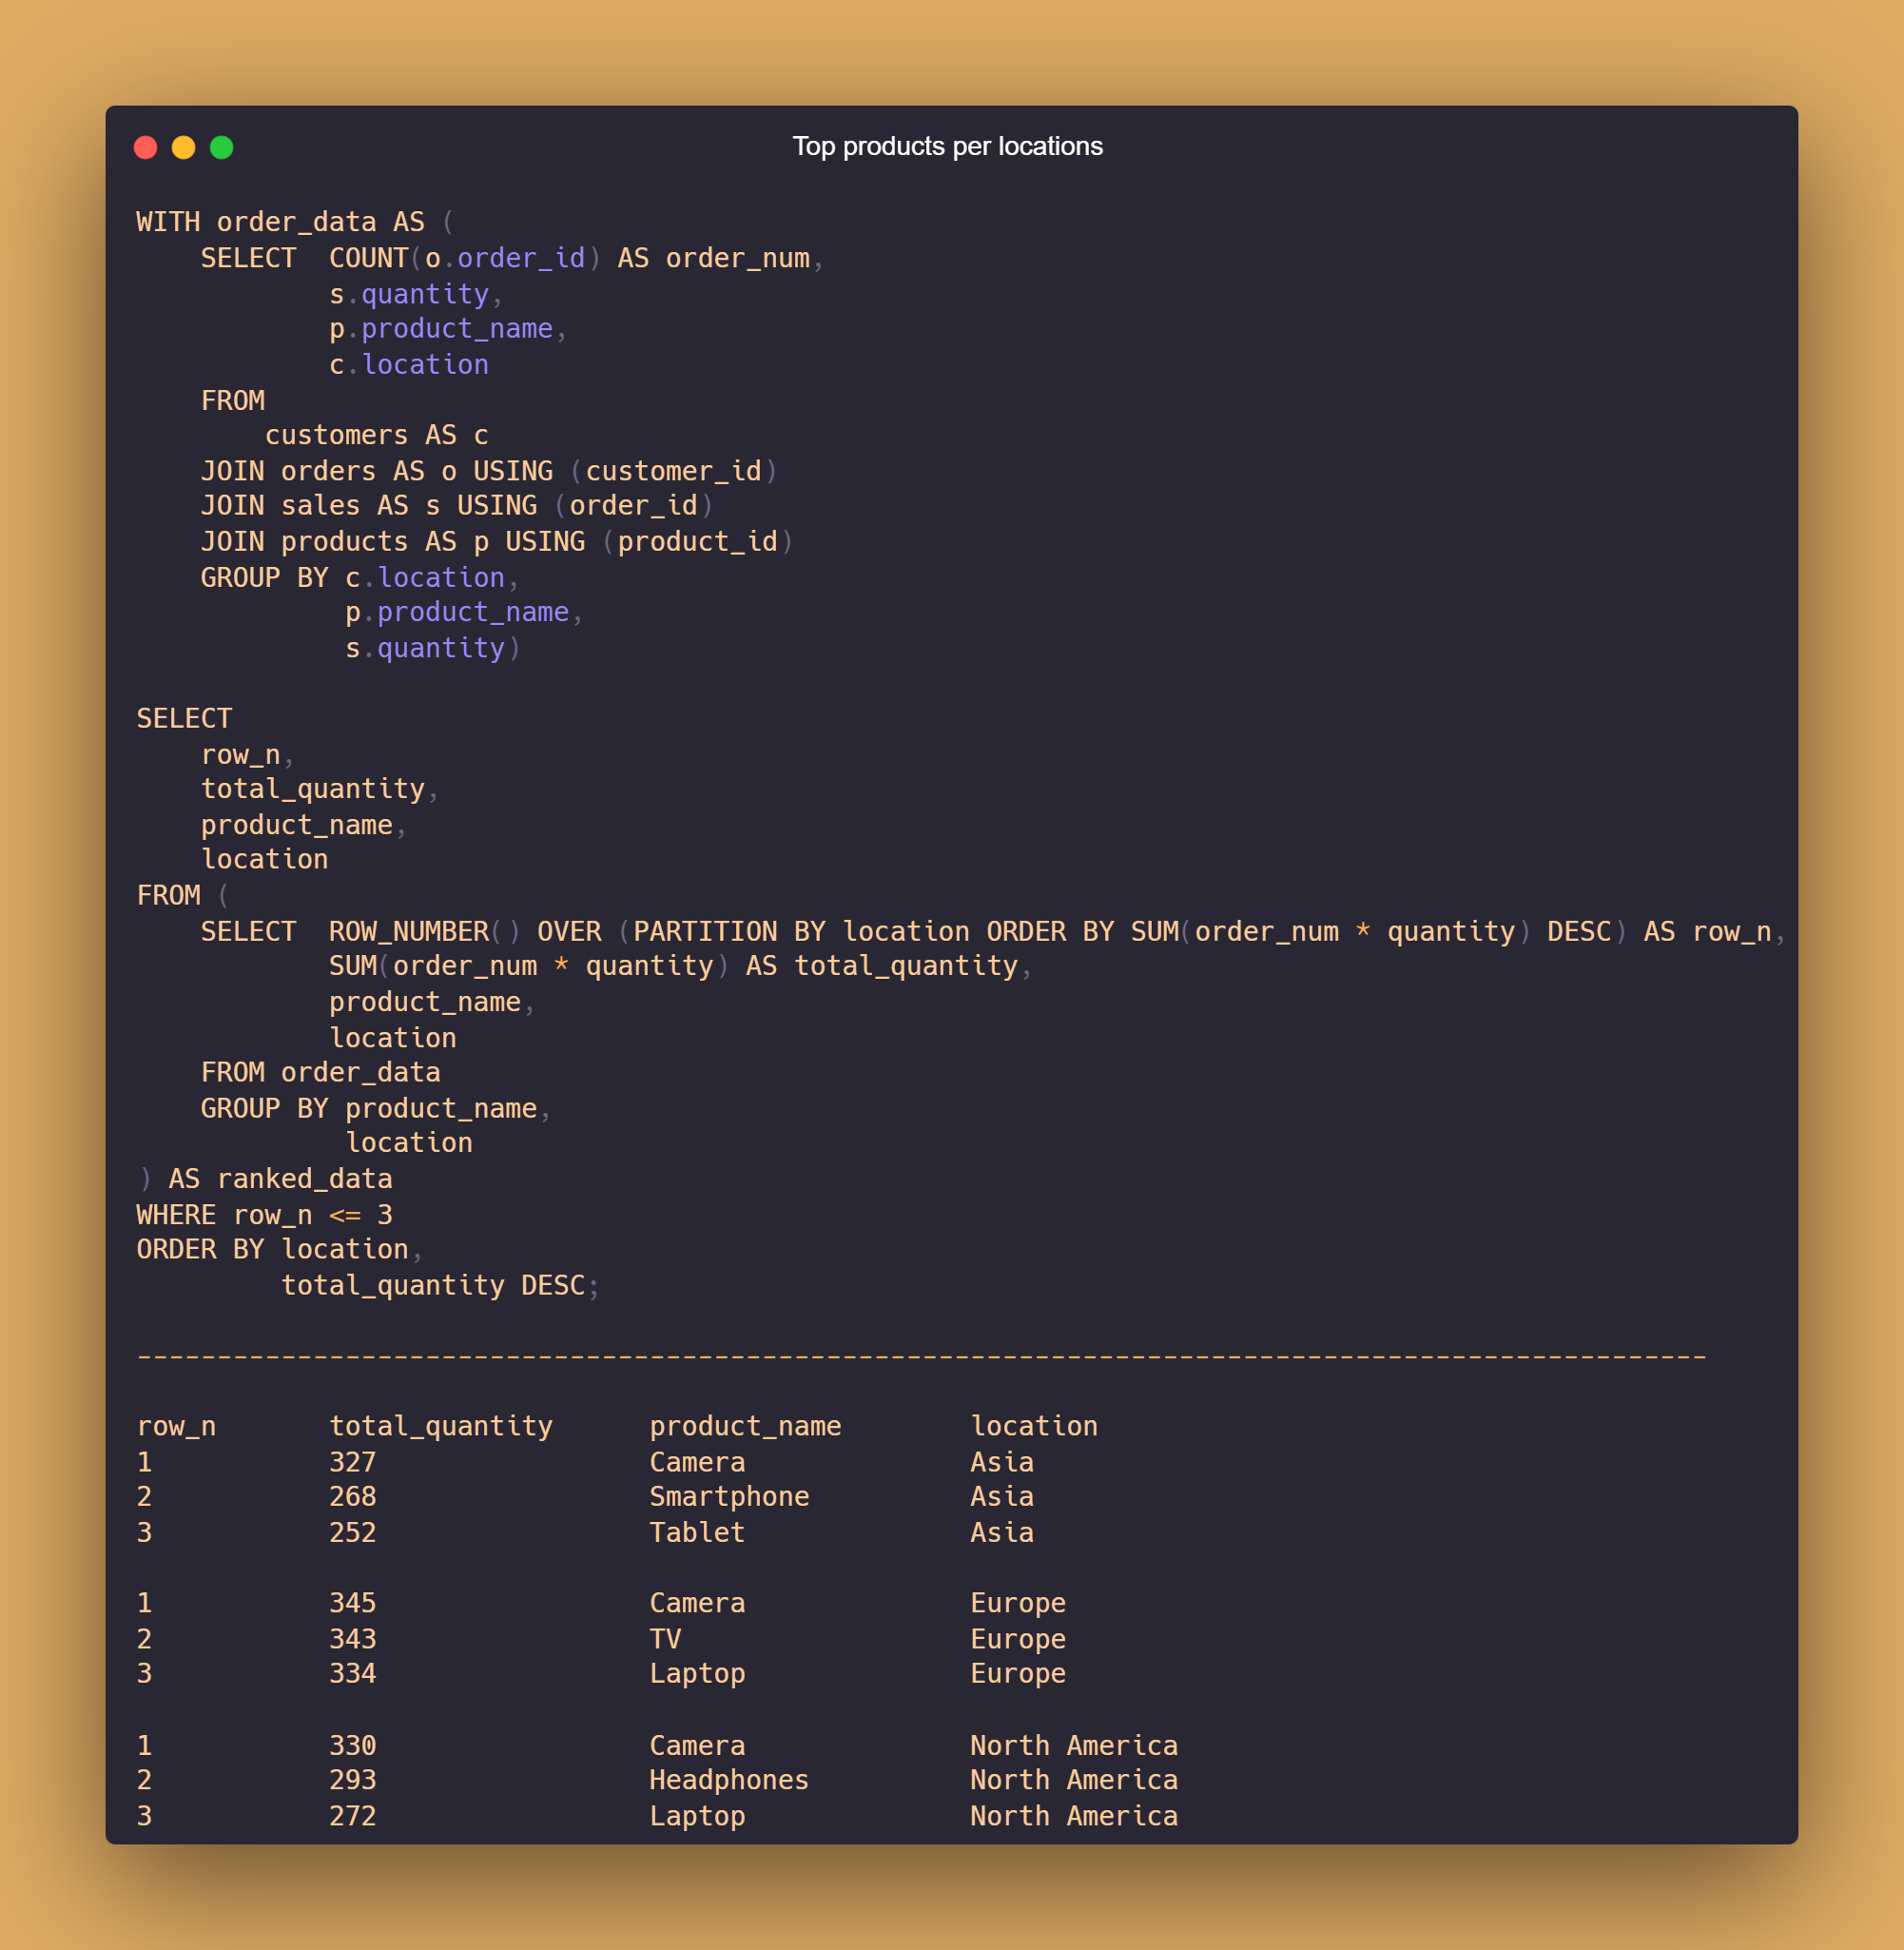 Top products per locations
WITH order_data AS (
    SELECT  COUNT(o.order_id) AS order_num,
            s.quantity,
            p.product_name,
            c.location
    FROM
        customers AS c
    JOIN orders AS o USING (customer_id)
    JOIN sales AS s USING (order_id)
    JOIN products AS p USING (product_id)
    GROUP BY c.location,
             p.product_name,
             s.quantity)
SELECT
    row_n,
    total_quantity,
    product_name,
    location
FROM (
    SELECT  ROW_NUMBER() OVER (PARTITION BY location ORDER BY SUM(order_num * quantity) DESC) AS row_n,
            SUM(order_num * quantity) AS total_quantity,
            product_name,
            location
    FROM order_data
    GROUP BY product_name,
             location
) AS ranked_data
WHERE row_n <= 3
ORDER BY location,
         total_quantity DESC;
--------------------------------------------------------------------------------------------------
row_n       total_quantity      product_name        location
1           327                 Camera              Asia
2           268                 Smartphone          Asia
3           252                 Tablet              Asia
1           345                 Camera              Europe
2           343                 TV                  Europe
3           334                 Laptop              Europe
1           330                 Camera              North America
2           293                 Headphones          North America
3           272                 Laptop              North America